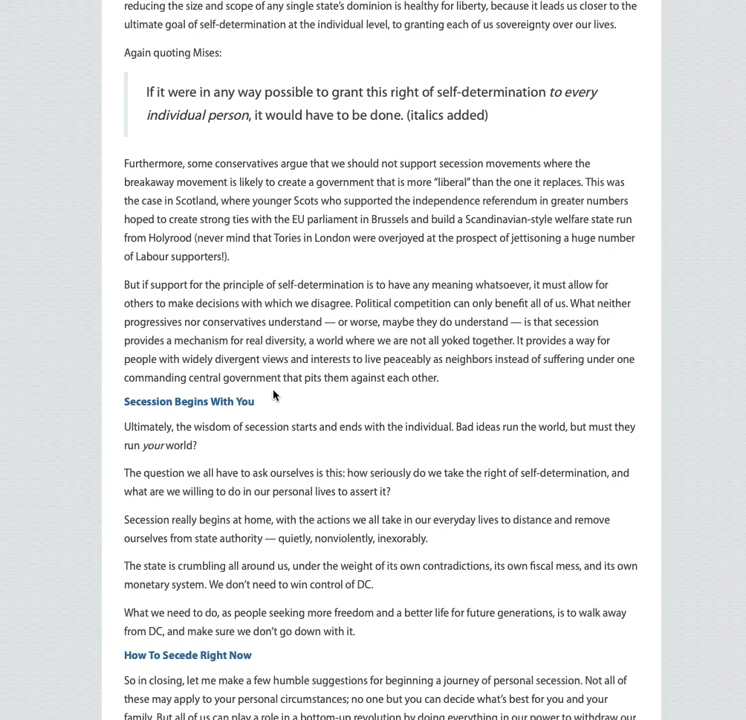 reducing the size and scope of any single state's dominion is healthy for liberty, because it leads us closer to the
ultimate goal of self-determination at the individual level, to granting each of us sovereignty over our lives.
Again quoting Mises:
If it were in any way possible to grant this right of self-determination to every
individual person, it would have to be done. (italics added)
Furthermore, some conservatives argue that we should not support secession movements where the
breakaway movement is likely to create a government that is more "liberal" than the one it replaces. This was
the case in Scotland, where younger Scots who supported the independence referendum in greater numbers
hoped to create strong ties with the EU parliament in Brussels and build a Scandinavian-style welfare state run
from Holyrood (never mind that Tories in London were overjoyed at the prospect of jettisoning a huge number
of Labour supporters!).
But if support for the principle of self-determination is to have any meaning whatsoever, it must allow for
others to make decisions with which we disagree. Political competition can only benefit all of us. What neither
progressives nor conservatives understand — or worse, maybe they do understand — is that secession
provides a mechanism for real diversity, a world where we are not all yoked together. It provides a way for
people with widely divergent views and interests to live peaceably as neighbors instead of suffering under one
commanding central government that pits them against each other.
Secession Begins With You
Ultimately, the wisdom of secession starts and ends with the individual. Bad ideas run the world, but must they
run your world?
The question we all have to ask ourselves is this: how seriously do we take the right of self-determination, and
what are we willing to do in our personal lives to assert it?
Secession really begins at home, with the actions we all take in our everyday lives to distance and remove
ourselves from state authority — quietly, nonviolently, inexorably.
The state is crumbling all around us, under the weight of its own contradictions, its own fiscal mess, and its own
monetary system. We don't need to win control of DC.
What we need to do, as people seeking more freedom and a better life for future generations, is to walk away
from DC, and make sure we don't go down with it.
How To Secede Right Now
So in closing, let me make a few humble suggestions for beginning a journey of personal secession. Not all of
these may apply to your personal circumstances; no one but you can decide what's best for you and your
family. But all of us can play a role in a bottom-up revolution by doing everything in our power to withdraw our